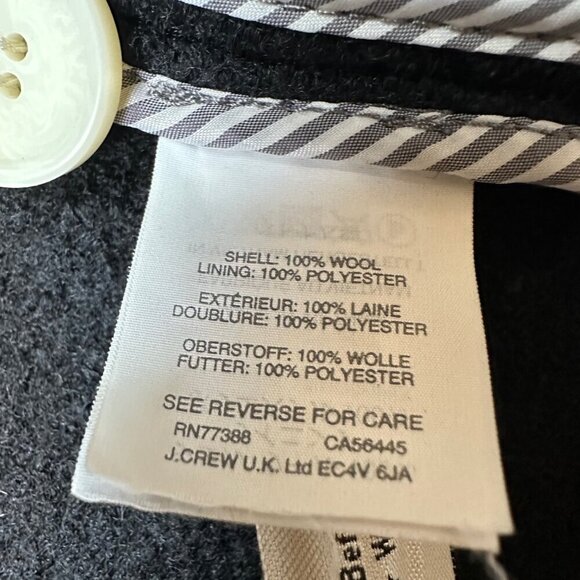 SHELL: 100% WOOL
LINING: 100% POLYESTER
EXTÉRIEUR: 100% LAINE
DOUBLURE: 100% POLYESTER
OBERSTOFF: 100% WOLLE
FUTTER: 100% POLYESTER
SEE REVERSE FOR CARE
RN77388 CA56445
J.CREW U.K. Ltd EC4V 6JA